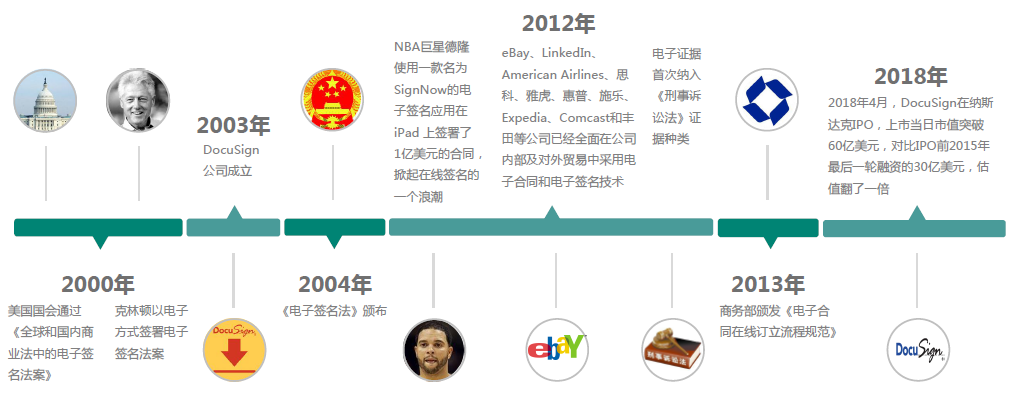 2000年
美国国会通过
《全球和国内商
业法中的电子签
名法案》
克林顿以电子
方式签署电子
签名法案
2003年
DocuSign
公司成立
DocuSign
2004年
《电子签名法》颁布
2012年
NBA巨星德隆
使用一款名为
SignNow的电
子签名应用在
iPad 上签署了
1亿美元的合同，
掀起在线签名的
一个浪潮
eBay、LinkedIn、
American Airlines、思
科、雅虎、惠普、施乐、
Expedia、Comcast和丰
田等公司已经全面在公司
内部及对外贸易中采用电
子合同和电子签名技术
ebaY
电子证据
首次纳入
《刑事诉
讼法》证
据种类
刑事诉讼法
2013年
商务部颁发《电子合
同在线订立流程规范》
2018年
2018年4月，DocuSign在纳斯
达克IPO，上市当日市值突破
60亿美元，对比IPO前2015年
最后一轮融资的30亿美元，估
值翻了一倍
DocuSign